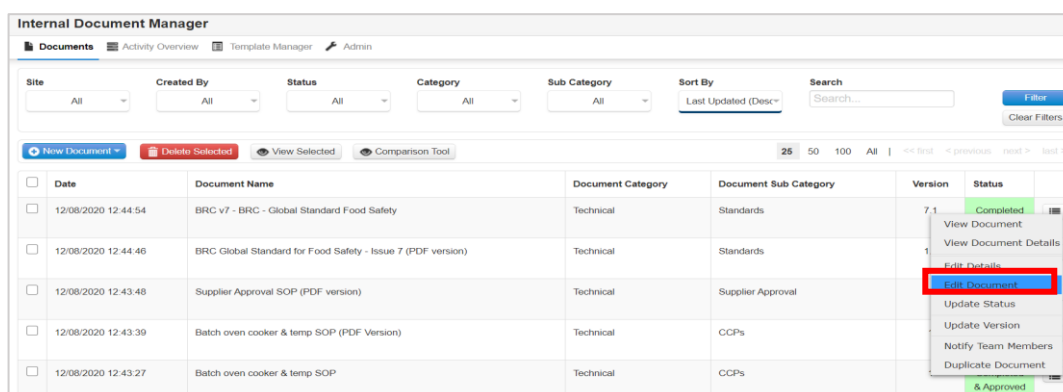 Internal Document Manager
Documents Activity Overview Template Manager Admin
Site Created By Status Category Sub Category Sort By Search
All All All All All Last Updated (Desc Search... Filter
Clear Filters
New Document Delete Selected View Selected Comparison Tool 25 50 100 All | << first < previous next > last
Date Document Name Document Category Document Sub Category Version Status
12/08/2020 12:44:54 BRC v7 - BRC - Global Standard Food Safety Technical Standards 7.1 Completed
View Document
View Document Details
12/08/2020 12:44:46 BRC Global Standard for Food Safety - Issue 7 (PDF version) Technical Standards
Edit Details
Edit Document
12/08/2020 12:43:48 Supplier Approval SOP (PDF version) Technical Supplier Approval
Update Status
Update Version
12/08/2020 12:43:39 Batch oven cooker & temp SOP (PDF Version) Technical CCPs
Notify Team Members
Duplicate Document
12/08/2020 12:43:27 Batch oven cooker & temp SOP Technical CCPs
& Approved